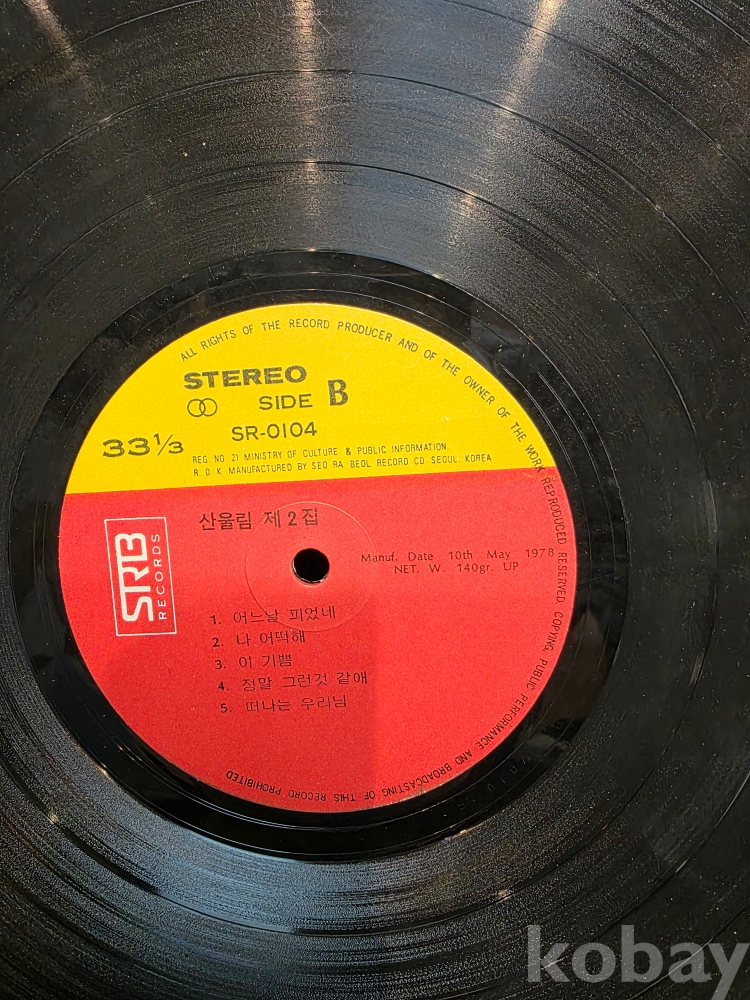 ALL RIGHTS OF THE RECORD PRODUCER AND OF THE OWNER OF THE WORK REPRODUCED RESERVED. COPYING, PUBLIC PERFORMANCE AND BROADCASTING OF THIS RECORD PROHIBITED
STEREO
SIDE B
SR-0104
33 1/3
REG NO 21 MINISTRY OF CULTURE & PUBLIC INFORMATION.
R. O. K MANUFACTURED BY SEO RA BEOL RECORD CO SEOUL. KOREA
SRB
RECORDS
산울림 제2집
Manuf. Date 10th May 1978
NET. W. 140gr. UP
1. 어느날 피었네
2. 나 어떡해
3. 이 기쁨
4. 정말 그런것 같애
5. 떠나는 우리님
kobay